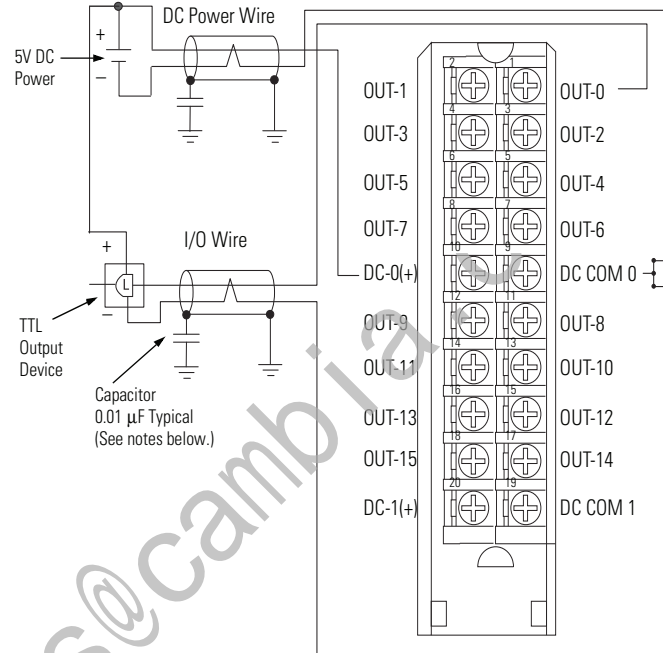 DC Power Wire
+
5V DC
Power
−
I/O Wire
+
L
−
TTL
Output
Device
Capacitor
0.01 µF Typical
(See notes below.)
2 1
OUT-1 OUT-0
4 3
OUT-3 OUT-2
6 5
OUT-5 OUT-4
8 7
OUT-7 OUT-6
10 9
DC-0(+) DC COM 0
12 11
OUT-9 OUT-8
14 13
OUT-11 OUT-10
16 15
OUT-13 OUT-12
18 17
OUT-15 OUT-14
20 19
DC-1(+) DC COM 1
s@cambia.c